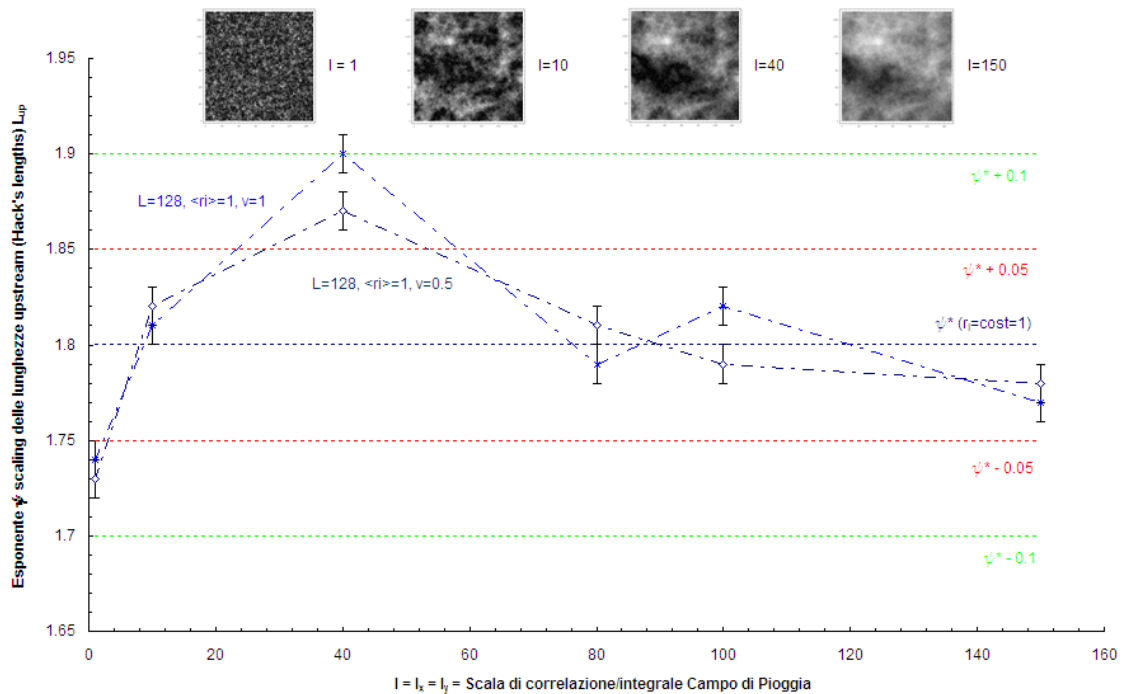 I = 1
I=10
I=40
I=150
1.95
1.9
1.85
1.8
1.75
1.7
1.65
Esponente ψ scaling delle lunghezze upstream (Hack's lengths) Lup
ψ* + 0.1
L=128, <ri>=1, v=1
ψ* + 0.05
L=128, <ri>=1, v=0.5
ψ* (ri=cost=1)
ψ* - 0.05
ψ* - 0.1
0 20 40 60 80 100 120 140 160
I = Ix = Iy = Scala di correlazione/integrale Campo di Pioggia